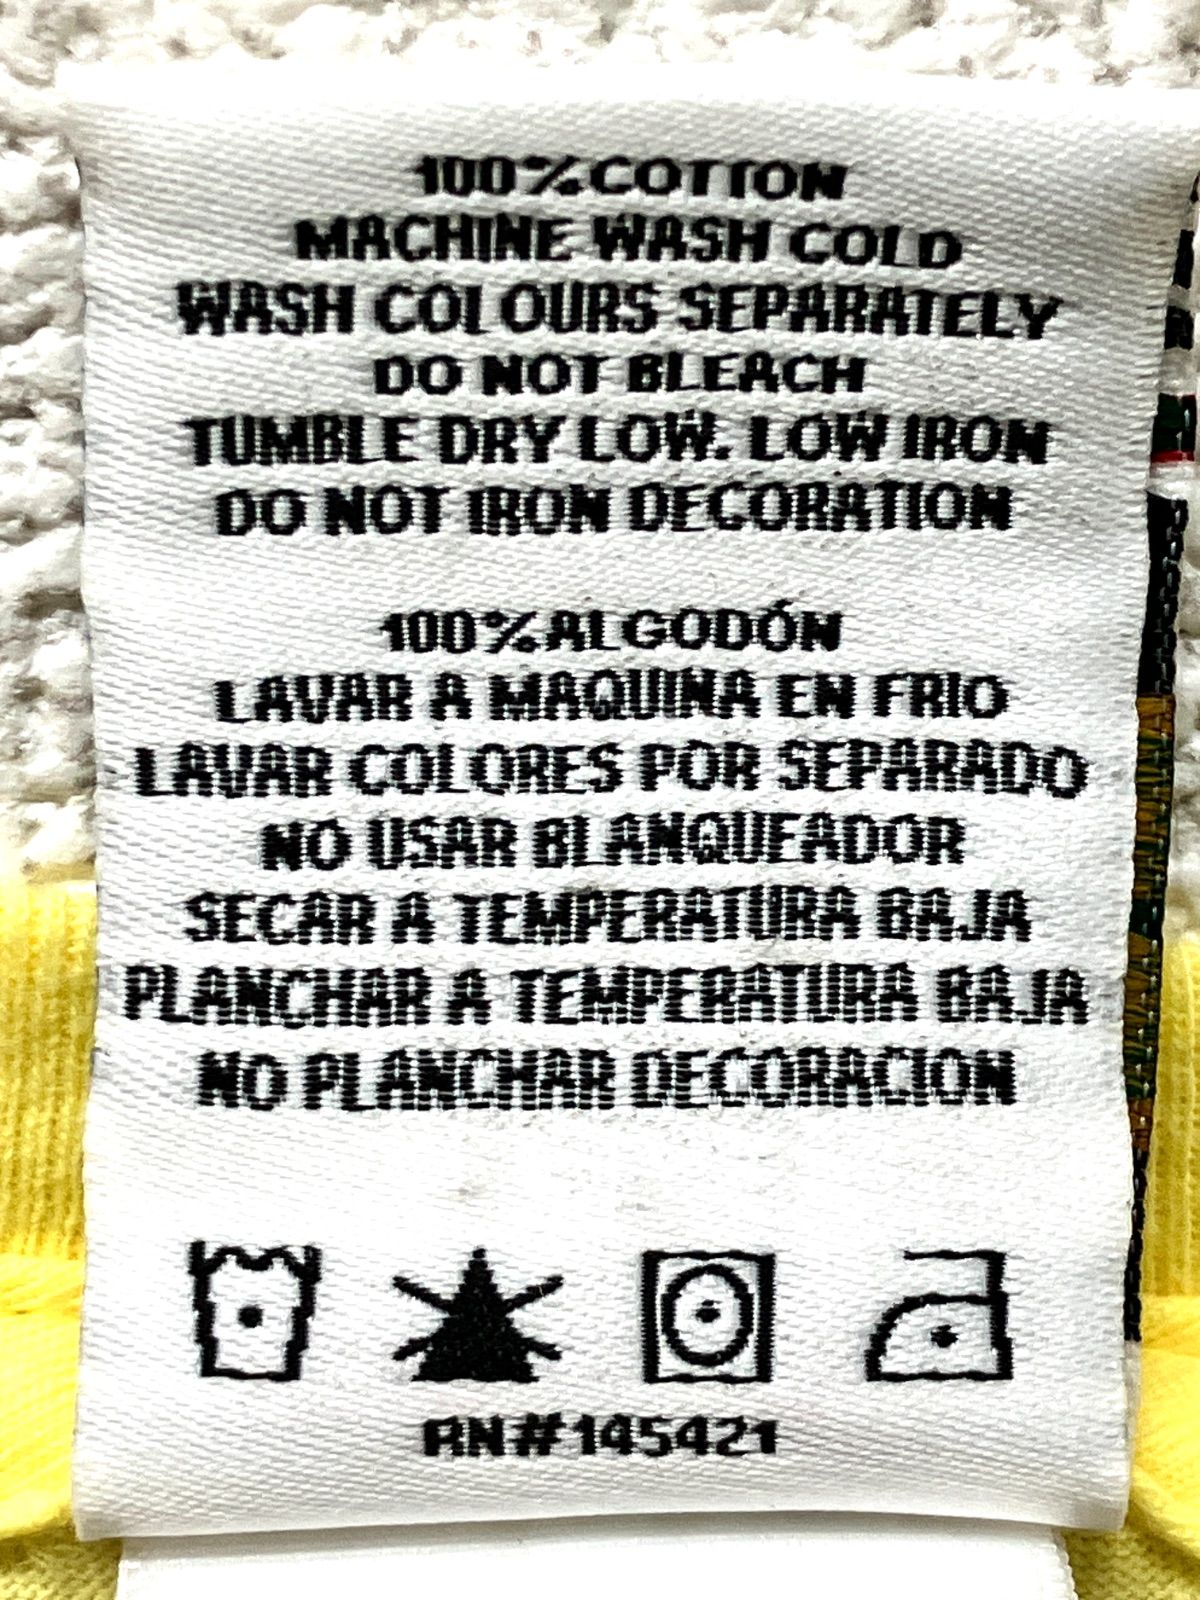 100% COTTON
MACHINE WASH COLD
WASH COLOURS SEPARATELY
DO NOT BLEACH
TUMBLE DRY LOW. LOW IRON
DO NOT IRON DECORATION
100% ALGODÓN
LAVAR A MAQUINA EN FRIO
LAVAR COLORES POR SEPARADO
NO USAR BLANQUEADOR
SECAR A TEMPERATURA BAJA
PLANCHAR A TEMPERATURA BAJA
NO PLANCHAR DECORACION
RN#145421